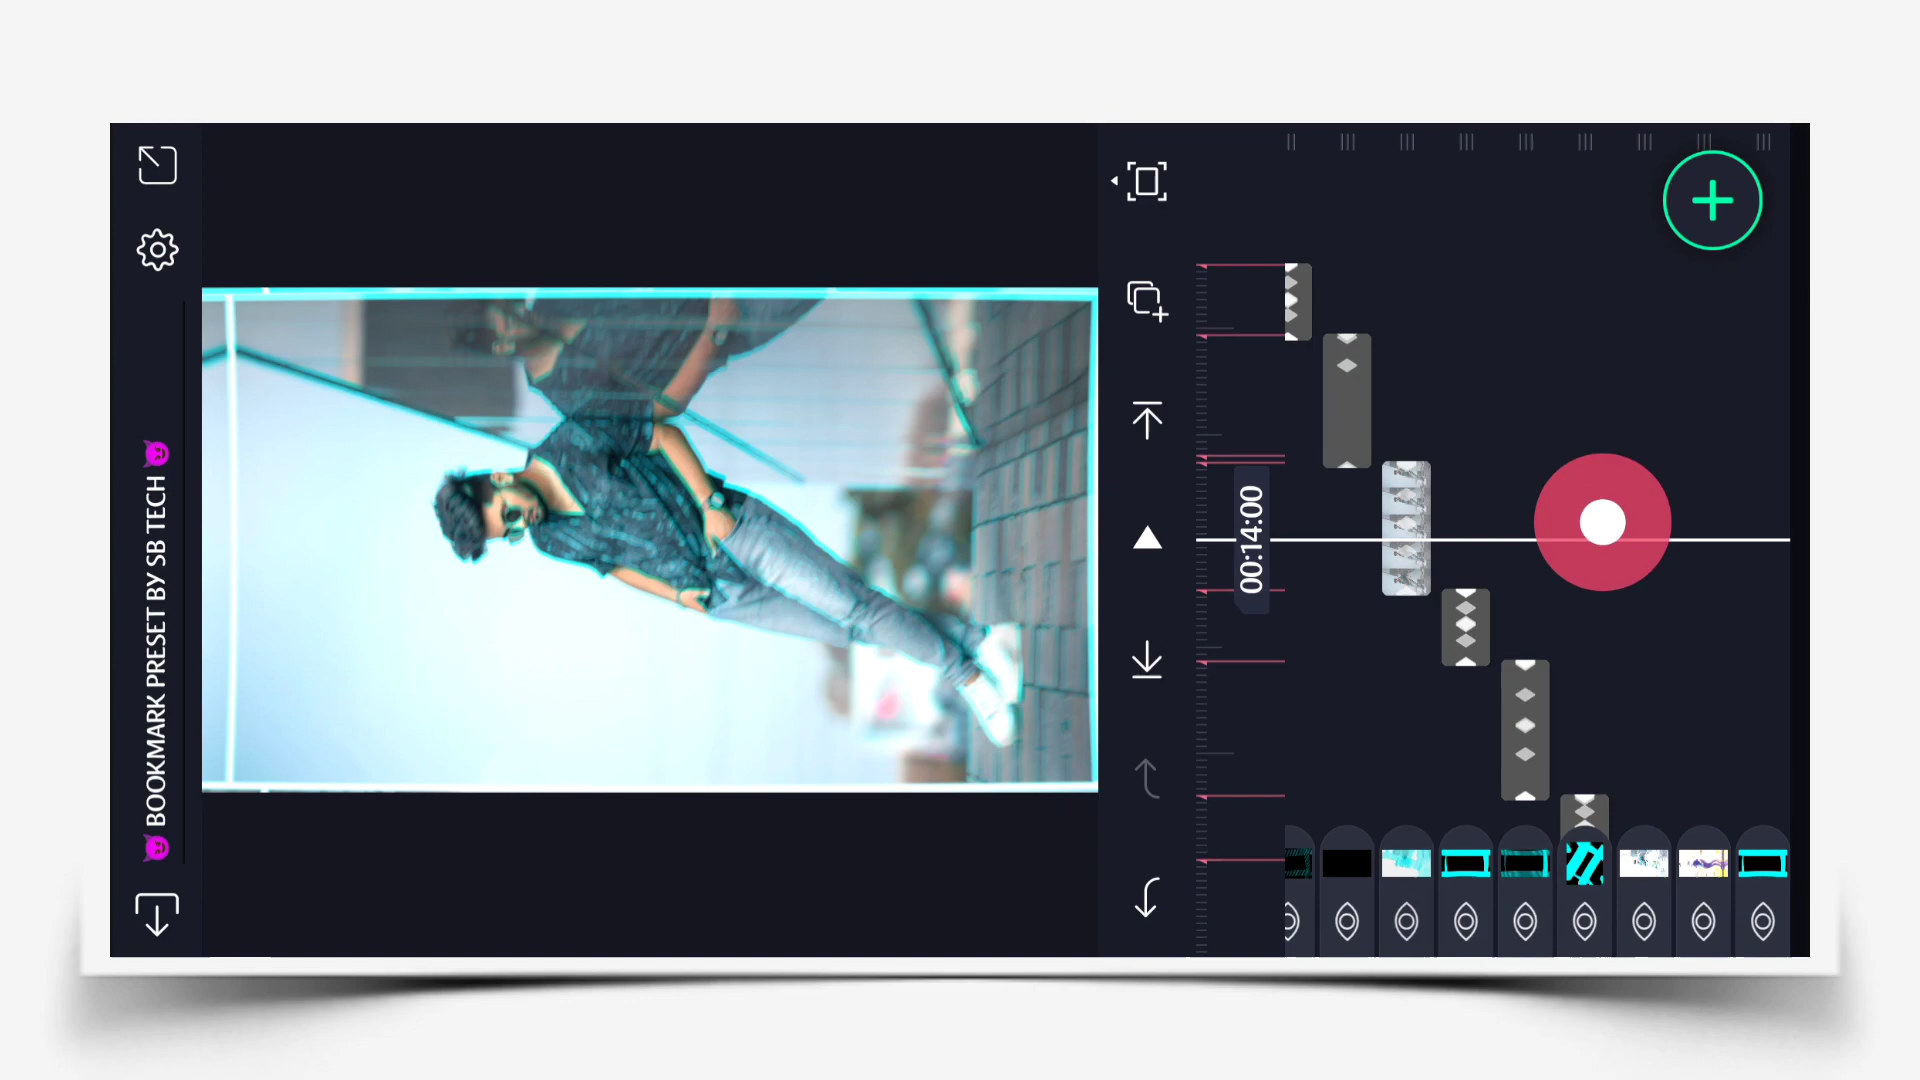 😈 BOOKMARK PRESET BY SB TECH 😈
00:14:00